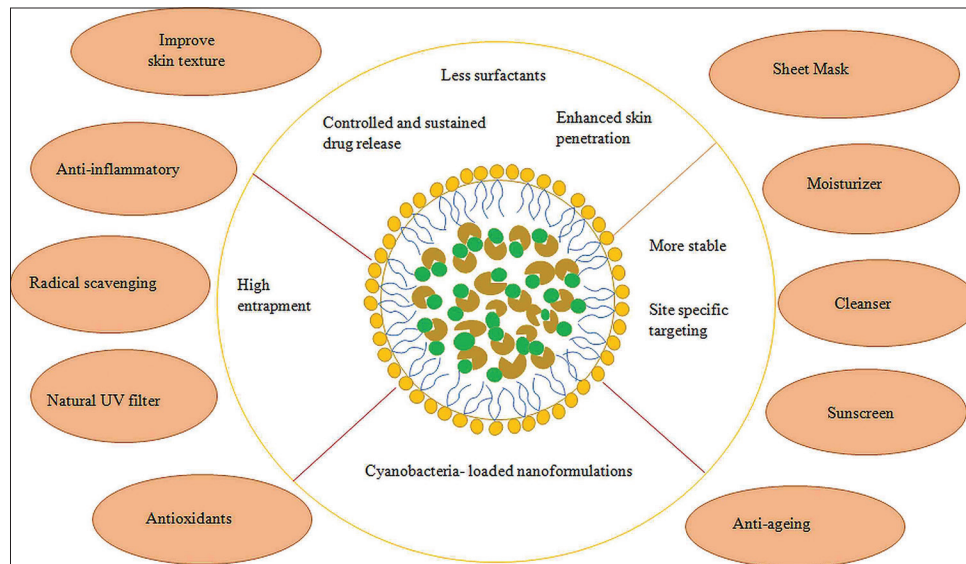 Improve
skin texture
Anti-inflammatory
Radical scavenging
Natural UV filter
Antioxidants
Less surfactants
Controlled and sustained
drug release
Enhanced skin
penetration
High
entrapment
More stable
Site specific
targeting
Cyanobacteria- loaded nanoformulations
Sheet Mask
Moisturizer
Cleanser
Sunscreen
Anti-ageing